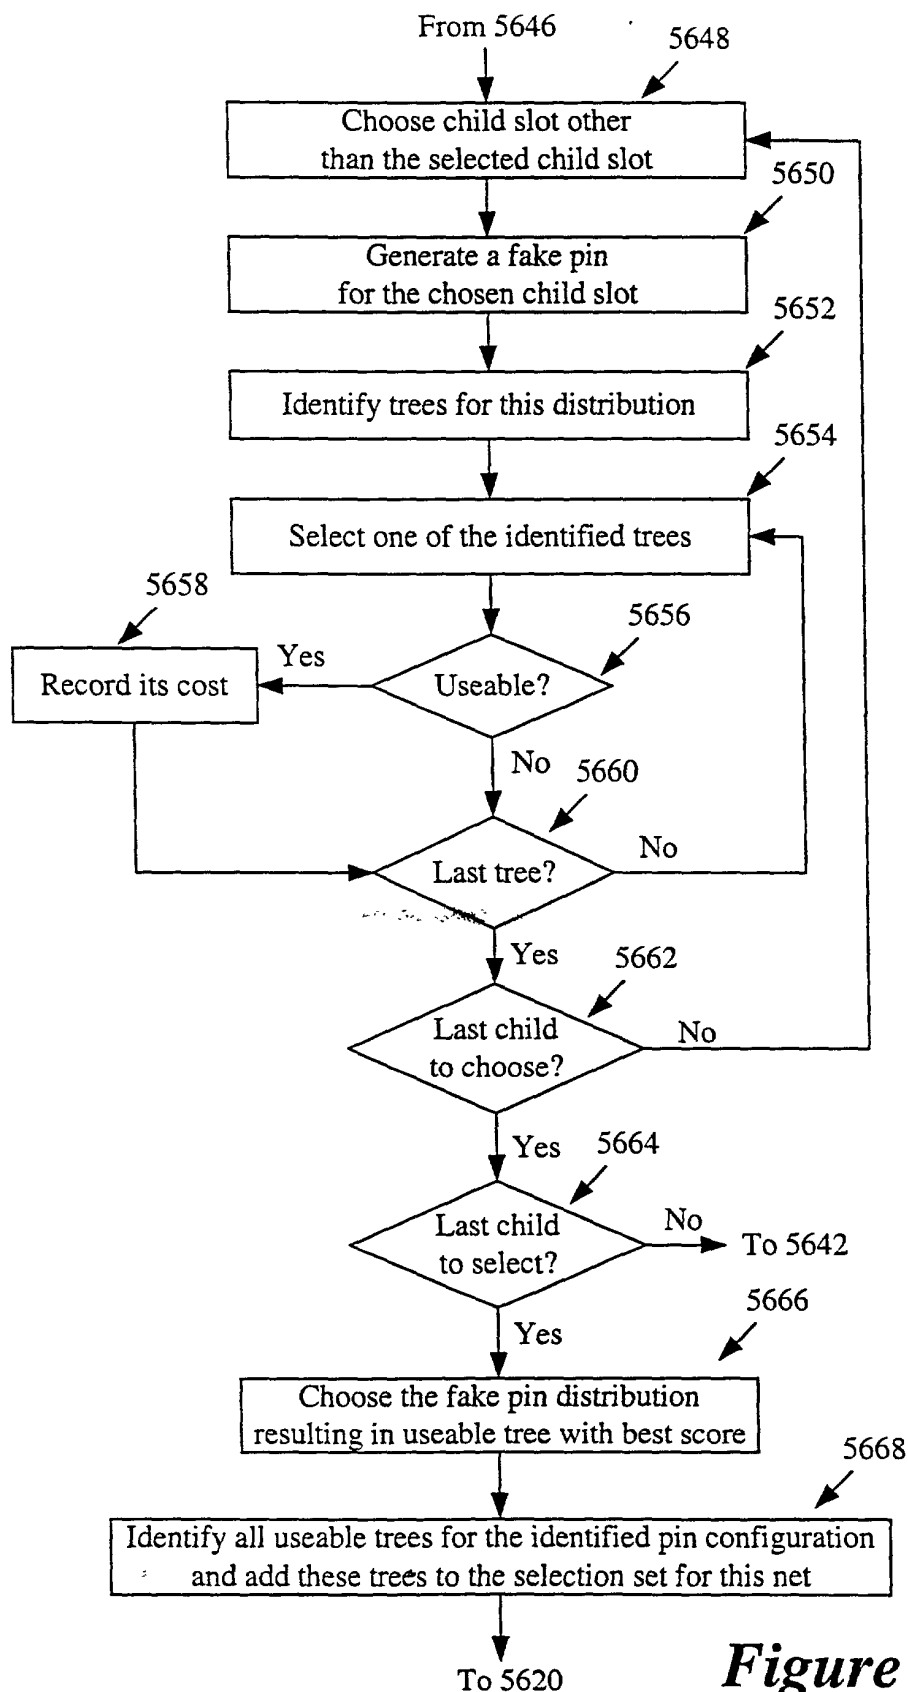 From 5646
5648
Choose child slot other
than the selected child slot
5650
Generate a fake pin
for the chosen child slot
5652
Identify trees for this distribution
5654
Select one of the identified trees
5658
5656
Yes
Record its cost
Useable?
No
5660
No
Last tree?
Yes
5662
Last child
to choose?
No
Yes
5664
Last child
to select?
No
To 5642
5666
Yes
Choose the fake pin distribution
resulting in useable tree with best score
5668
Identify all useable trees for the identified pin configuration
and add these trees to the selection set for this net
To 5620
Figure